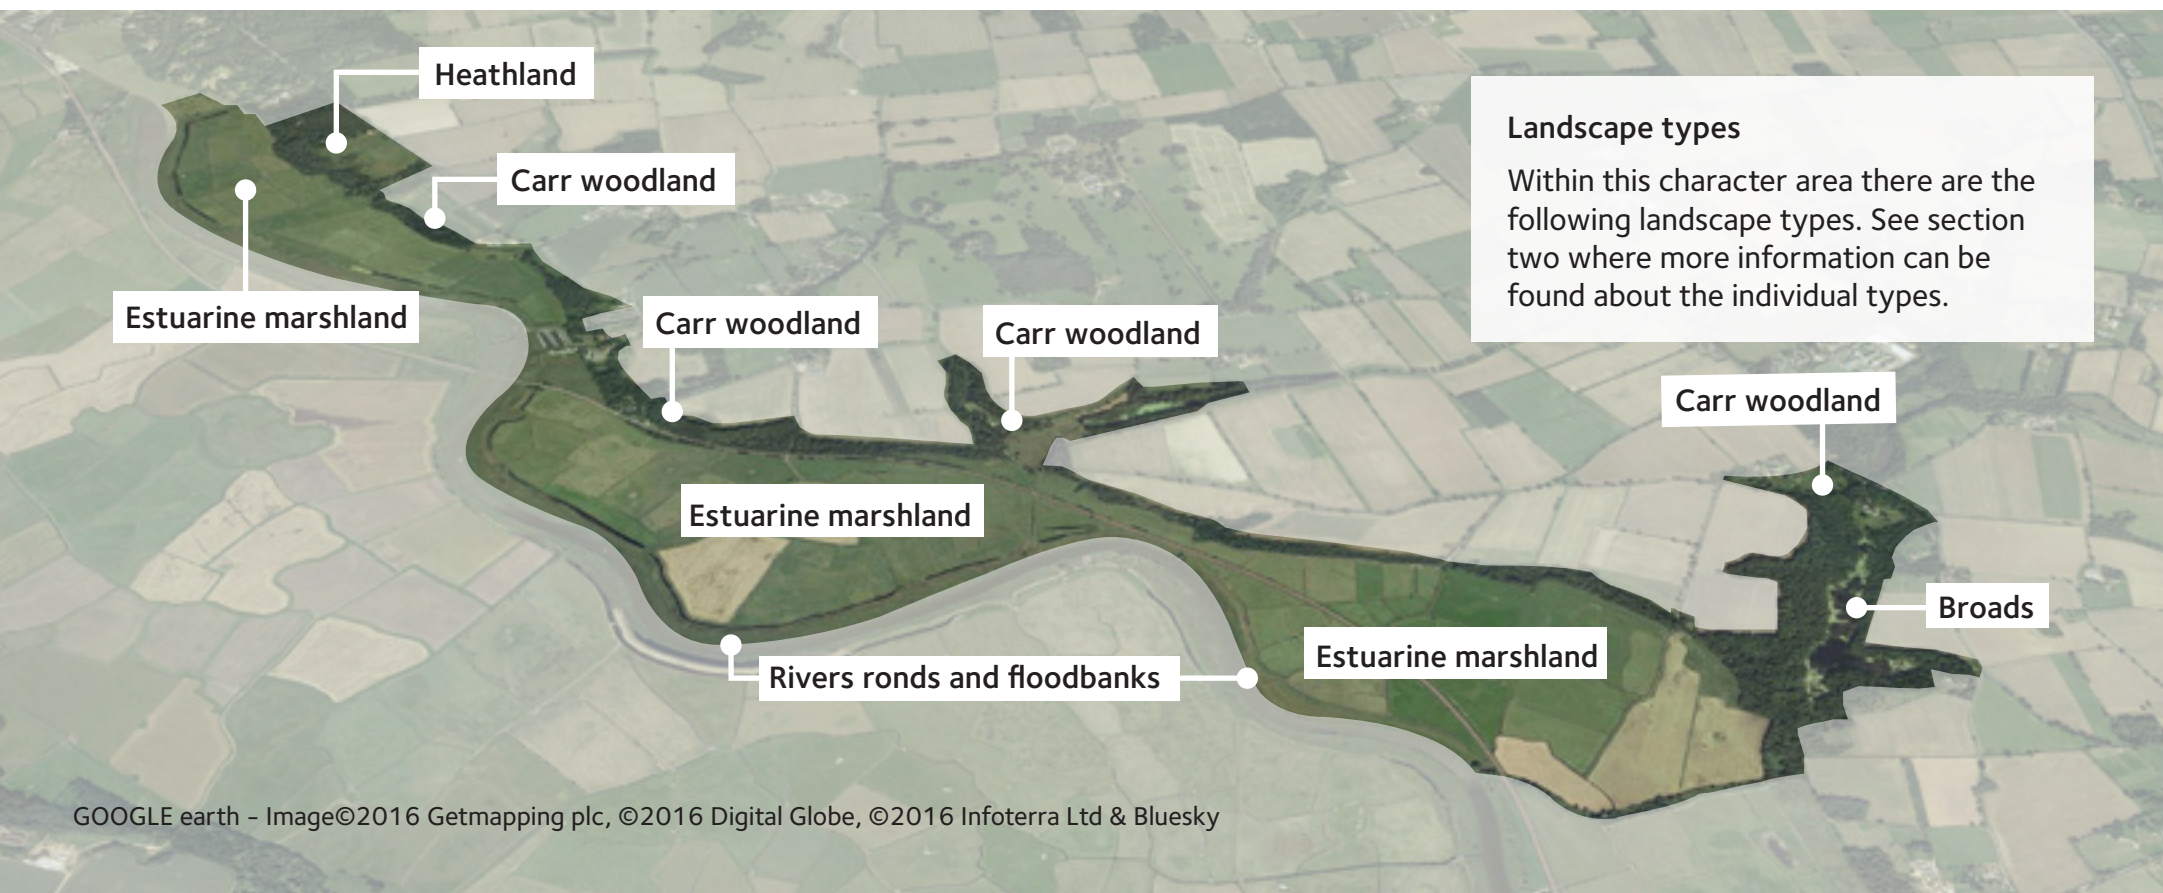 Heathland
Carr woodland
Estuarine marshland
Carr woodland
Carr woodland
Landscape types
Within this character area there are the
following landscape types. See section
two where more information can be
found about the individual types.
Carr woodland
Estuarine marshland
Broads
Estuarine marshland
Rivers ronds and floodbanks
GOOGLE earth – Image©2016 Getmapping plc, ©2016 Digital Globe, ©2016 Infoterra Ltd & Bluesky